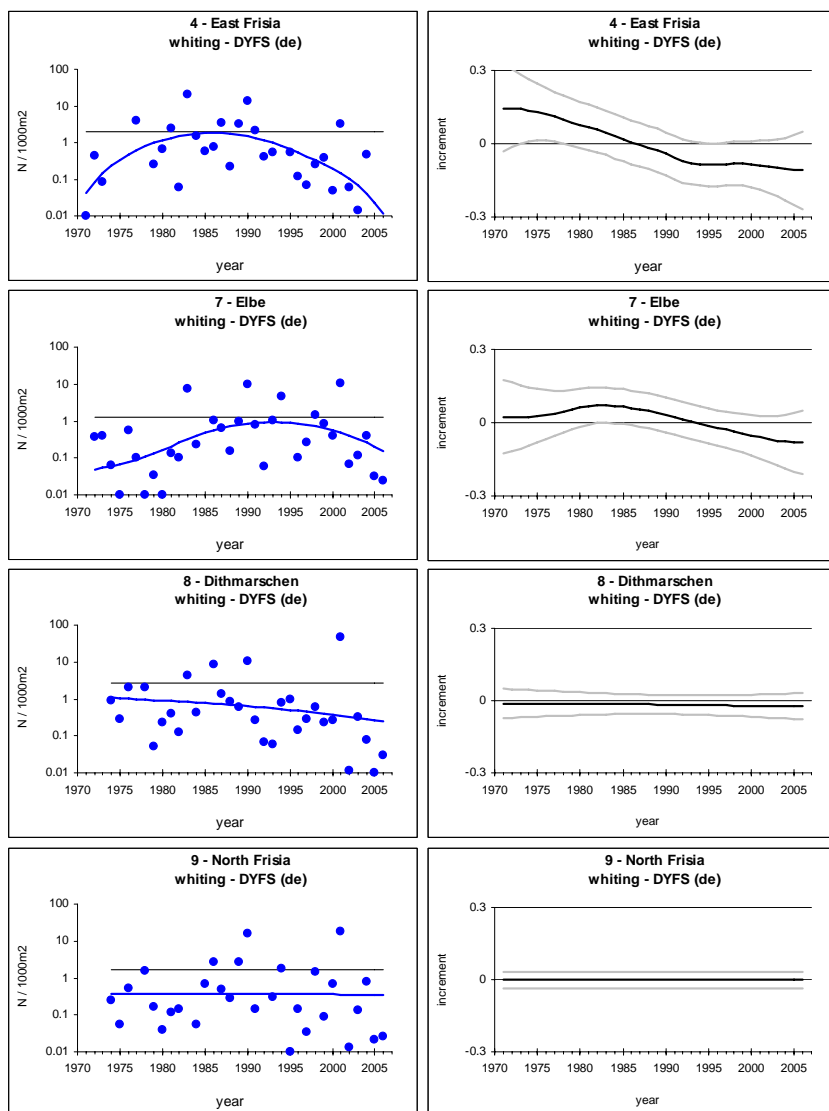 4 - East Frisia
whiting - DYFS (de)
100
10
1
0.1
0.01
1970 1975 1980 1985 1990 1995 2000 2005
N / 1000m2
year
4 - East Frisia
whiting - DYFS (de)
0.3
0
-0.3
1970 1975 1980 1985 1990 1995 2000 2005
increment
year
7 - Elbe
whiting - DYFS (de)
100
10
1
0.1
0.01
1970 1975 1980 1985 1990 1995 2000 2005
N / 1000m2
year
7 - Elbe
whiting - DYFS (de)
0.3
0
-0.3
1970 1975 1980 1985 1990 1995 2000 2005
increment
year
8 - Dithmarschen
whiting - DYFS (de)
100
10
1
0.1
0.01
1970 1975 1980 1985 1990 1995 2000 2005
N / 1000m2
year
8 - Dithmarschen
whiting - DYFS (de)
0.3
0
-0.3
1970 1975 1980 1985 1990 1995 2000 2005
increment
year
9 - North Frisia
whiting - DYFS (de)
100
10
1
0.1
0.01
1970 1975 1980 1985 1990 1995 2000 2005
N / 1000m2
year
9 - North Frisia
whiting - DYFS (de)
0.3
0
-0.3
1970 1975 1980 1985 1990 1995 2000 2005
increment
year